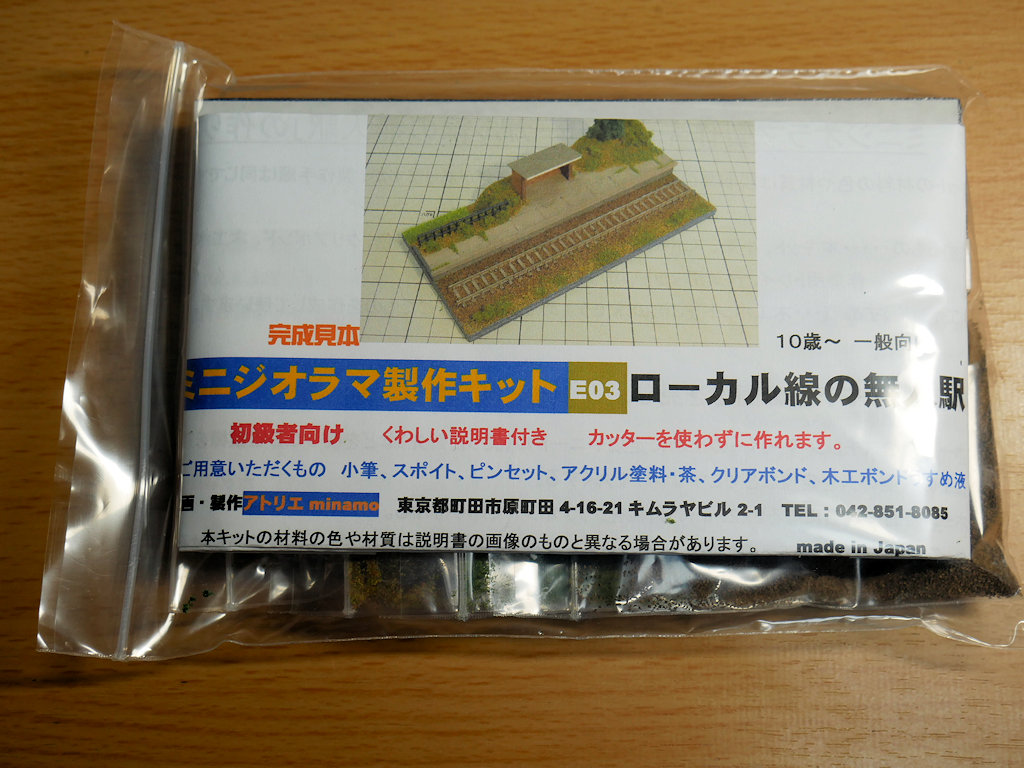 完成見本
10歳～ 一般向
ミニジオラマ製作キット E03 ローカル線の無人駅
初級者向け くわしい説明書付き カッターを使わずに作れます。
ご用意いただくもの 小筆、スポイト、ピンセット、アクリル塗料・茶、クリアボンド、木工ボンドうすめ液
画・製作 アトリエ minamo 東京都町田市原町田 4-16-21 キムラヤビル 2-1 TEL : 042-851-8085
本キットの材料の色や材質は説明書の画像のものと異なる場合があります。 made in Japan